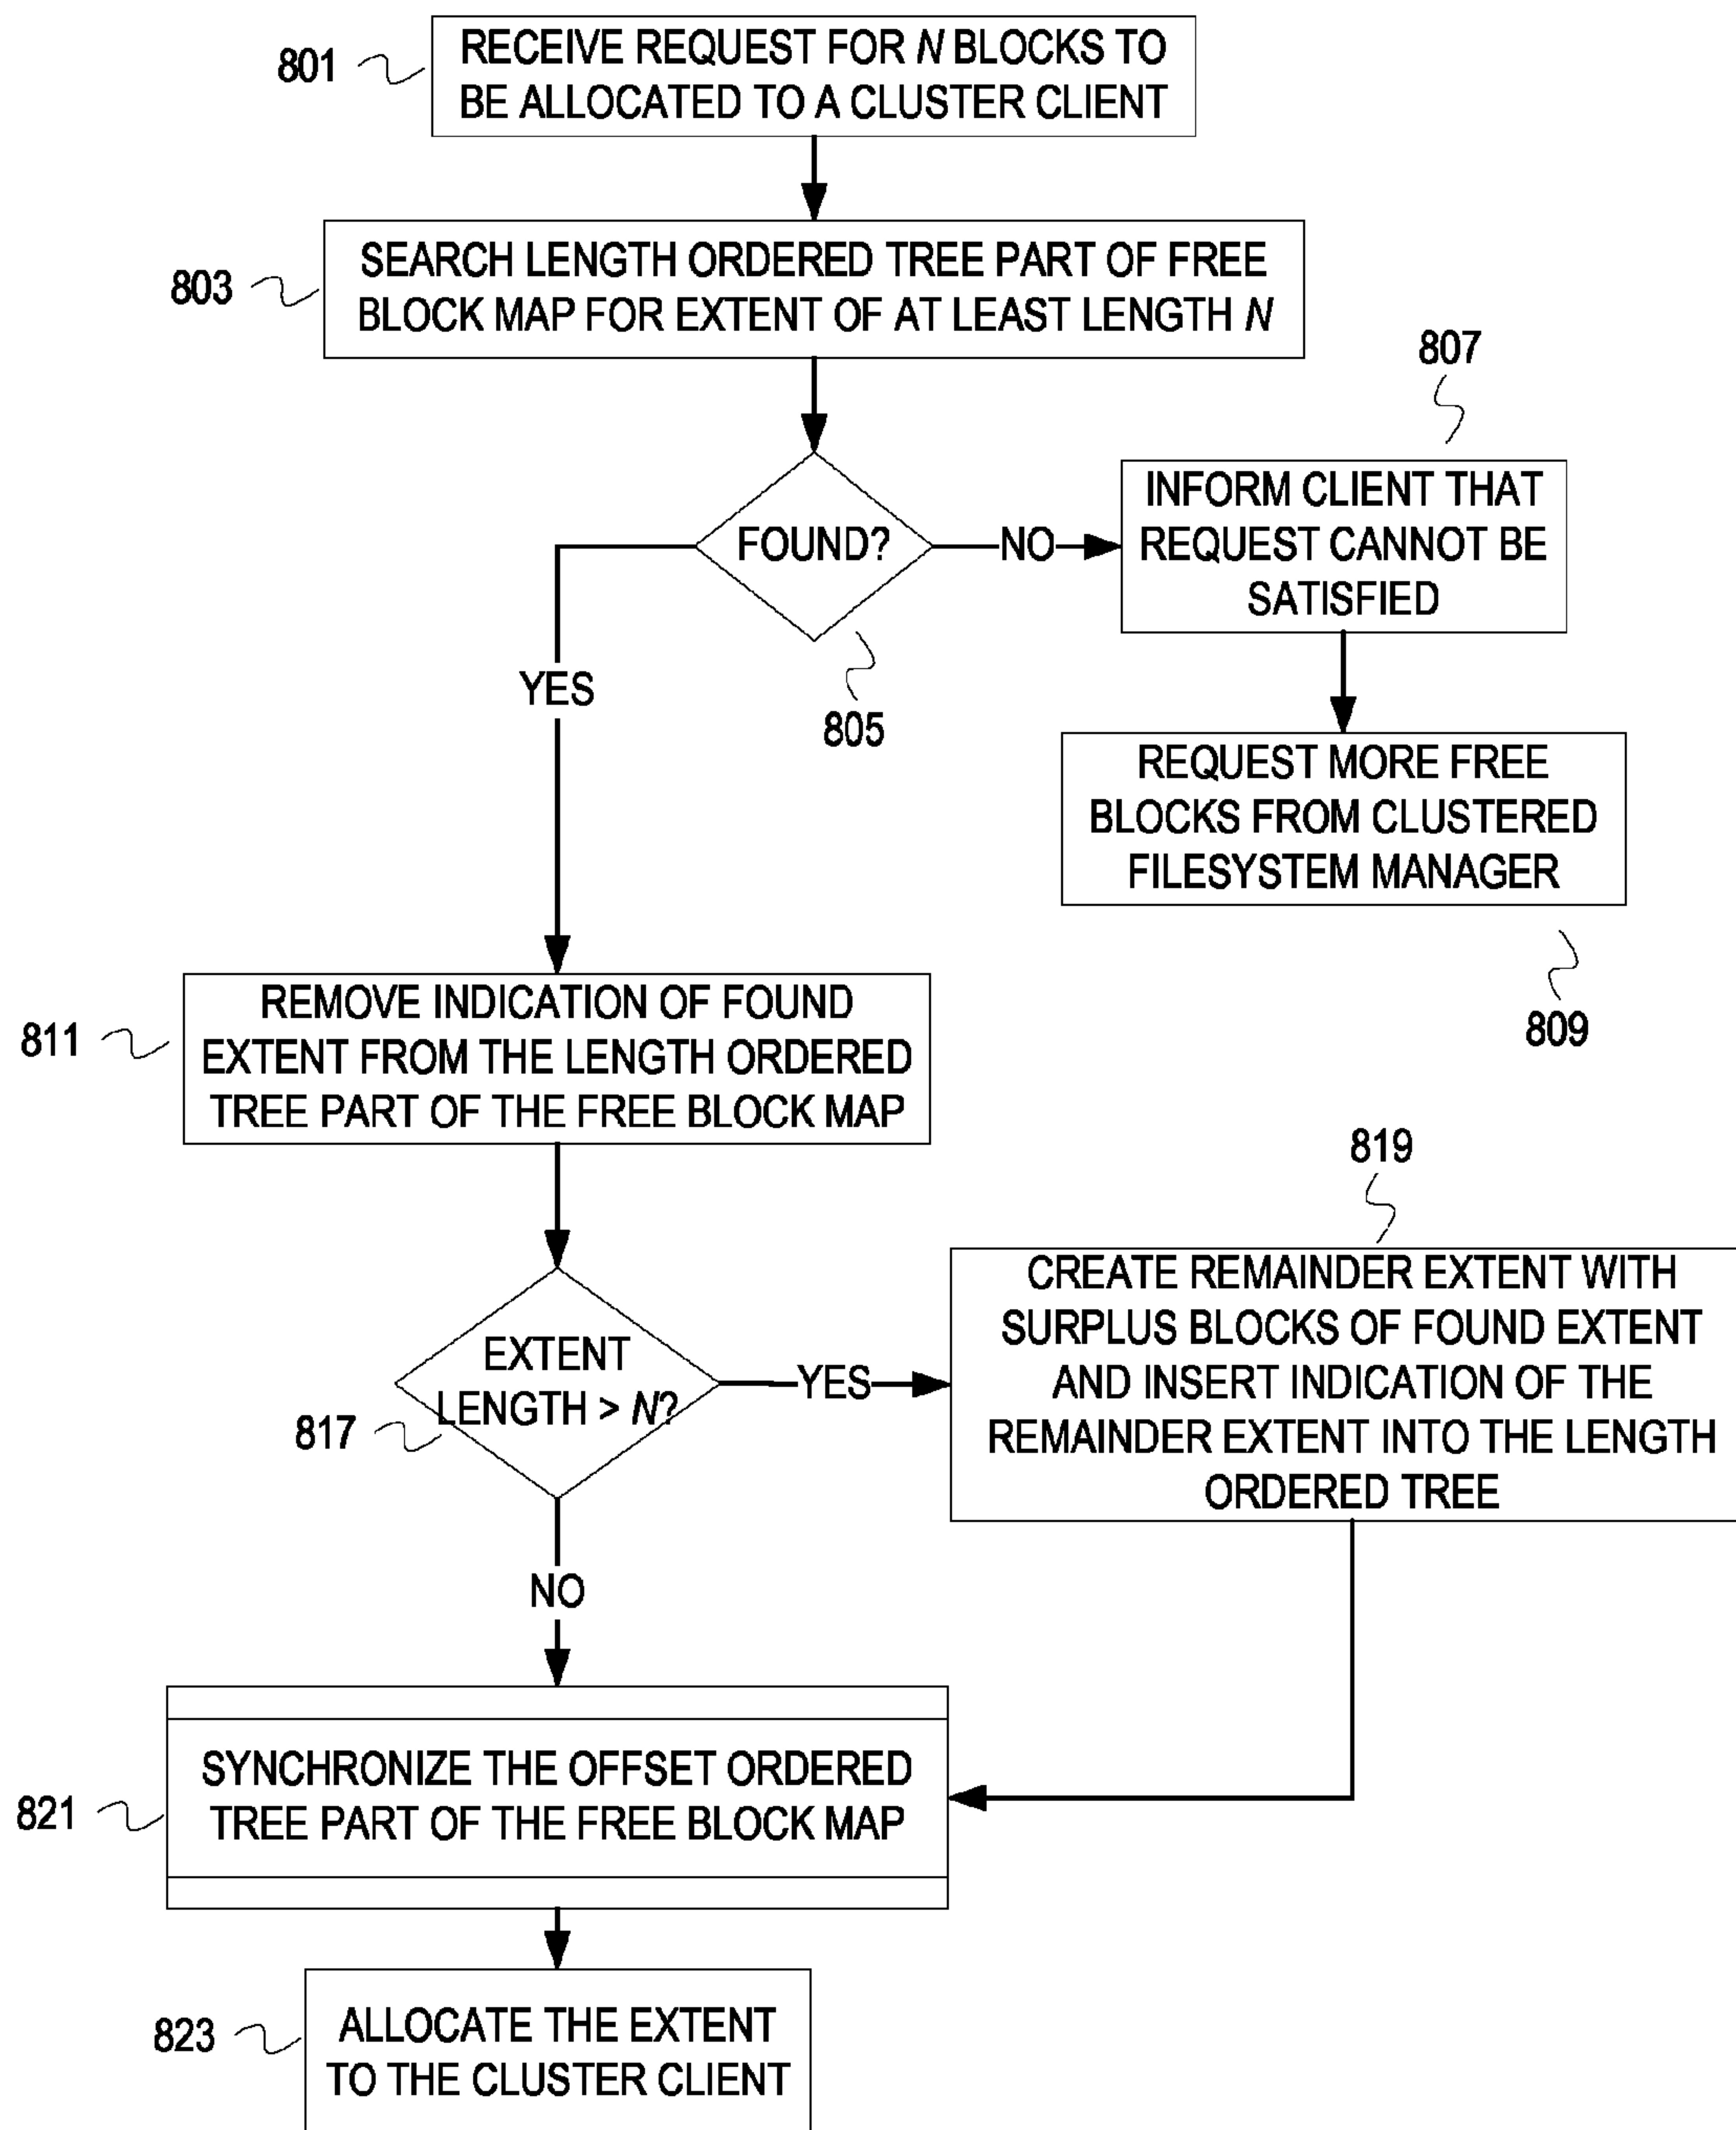 801
RECEIVE REQUEST FOR N BLOCKS TO
BE ALLOCATED TO A CLUSTER CLIENT
803
SEARCH LENGTH ORDERED TREE PART OF FREE
BLOCK MAP FOR EXTENT OF AT LEAST LENGTH N
FOUND?
805
NO
807
INFORM CLIENT THAT
REQUEST CANNOT BE
SATISFIED
REQUEST MORE FREE
BLOCKS FROM CLUSTERED
FILESYSTEM MANAGER
809
YES
811
REMOVE INDICATION OF FOUND
EXTENT FROM THE LENGTH ORDERED
TREE PART OF THE FREE BLOCK MAP
EXTENT
LENGTH > N?
817
YES
819
CREATE REMAINDER EXTENT WITH
SURPLUS BLOCKS OF FOUND EXTENT
AND INSERT INDICATION OF THE
REMAINDER EXTENT INTO THE LENGTH
ORDERED TREE
NO
821
SYNCHRONIZE THE OFFSET ORDERED
TREE PART OF THE FREE BLOCK MAP
823
ALLOCATE THE EXTENT
TO THE CLUSTER CLIENT